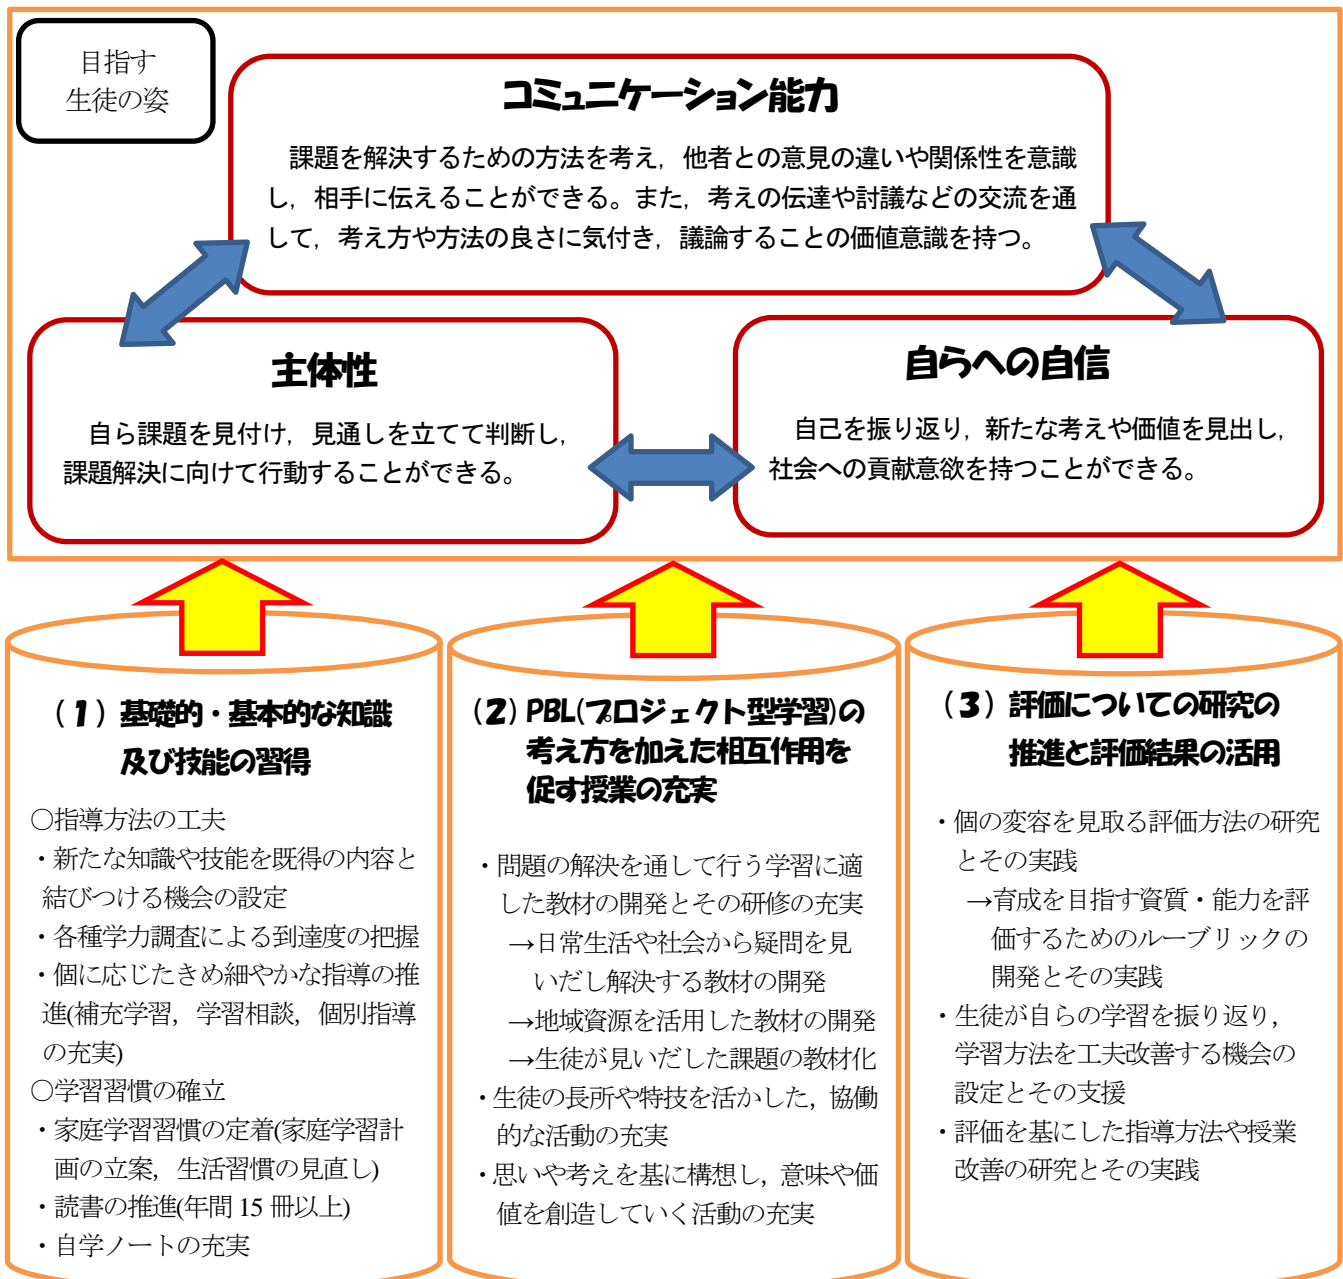 目指す
生徒の姿
コミュニケーション能力
課題を解決するための方法を考え，他者との意見の違いや関係性を意識
し，相手に伝えることができる。また，考えの伝達や討議などの交流を通
して，考え方や方法の良さに気付き，議論することの価値意識を持つ。
主体性
自ら課題を見付け，見通しを立てて判断し，
課題解決に向けて行動することができる。
自らへの自信
自己を振り返り，新たな考えや価値を見出し，
社会への貢献意欲を持つことができる。
（1）基礎的・基本的な知識
及び技能の習得
○指導方法の工夫
・新たな知識や技能を既得の内容と
結びつける機会の設定
・各種学力調査による到達度の把握
・個に応じたきめ細やかな指導の推
進(補充学習，学習相談，個別指導
の充実)
○学習習慣の確立
・家庭学習習慣の定着(家庭学習計
画の立案，生活習慣の見直し)
・読書の推進(年間 15 冊以上)
・自学ノートの充実
（2）PBL(プロジェクト型学習)の
考え方を加えた相互作用を
促す授業の充実
・問題の解決を通して行う学習に適
した教材の開発とその研修の充実
→日常生活や社会から疑問を見
いだし解決する教材の開発
→地域資源を活用した教材の開発
→生徒が見いだした課題の教材化
・生徒の長所や特技を活かした，協働
的な活動の充実
・思いや考えを基に構想し，意味や価
値を創造していく活動の充実
（3）評価についての研究の
推進と評価結果の活用
・個の変容を見取る評価方法の研究
とその実践
→育成を目指す資質・能力を評
価するためのルーブリックの
開発とその実践
・生徒が自らの学習を振り返り，
学習方法を工夫改善する機会の
設定とその支援
・評価を基にした指導方法や授業
改善の研究とその実践